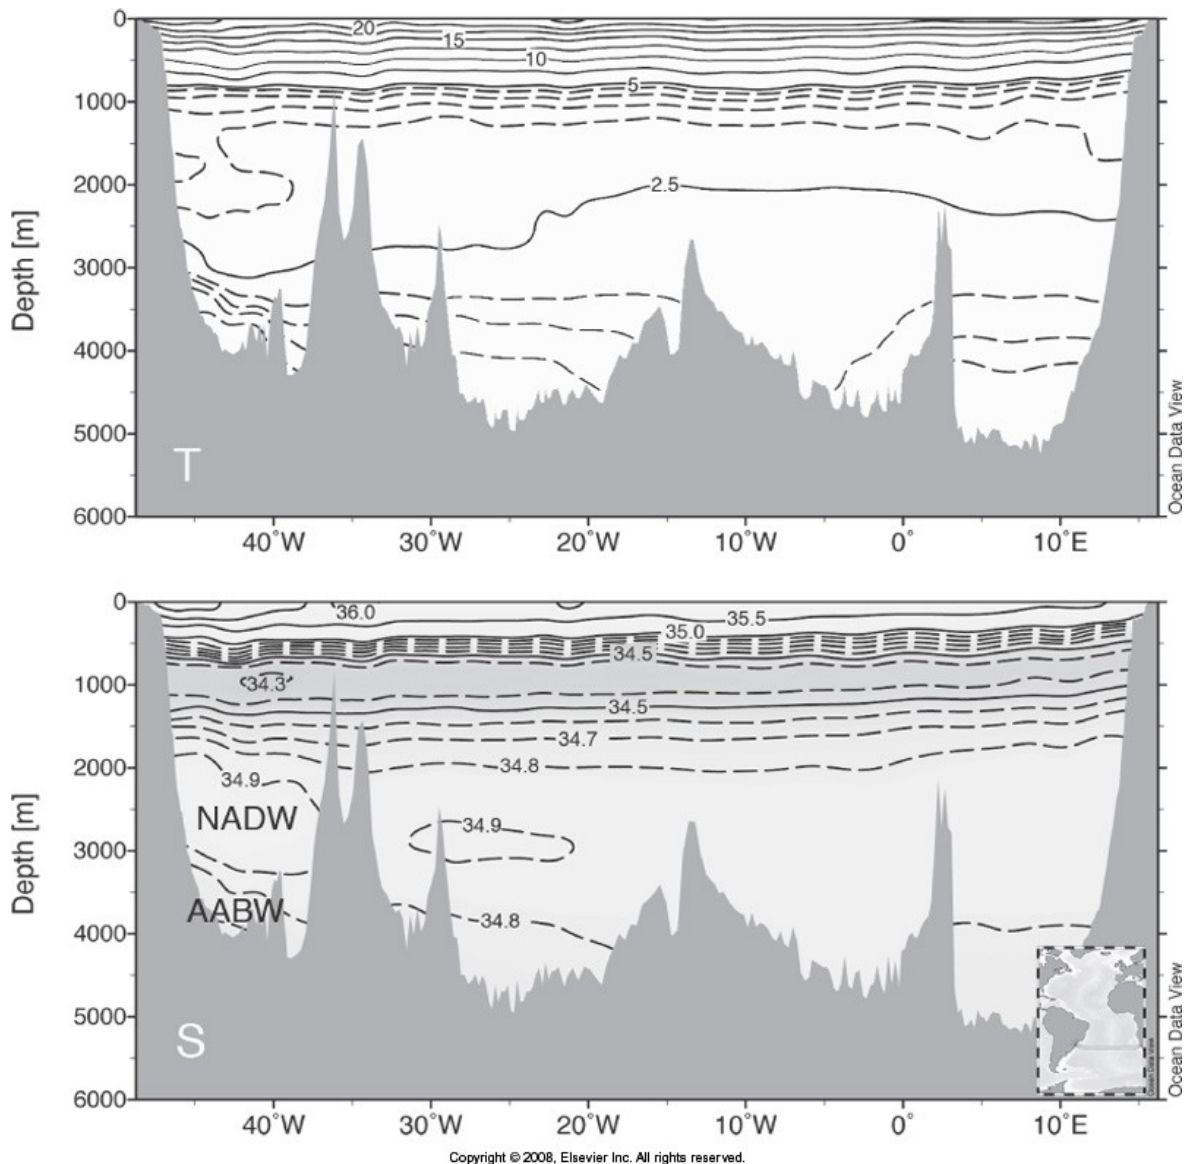 0
1000
2000
3000
4000
5000
6000
Depth [m]
20
15
10
5
2.5
T
Ocean Data View
40°W
30°W
20°W
10°W
0°
10°E
0
1000
2000
3000
4000
5000
6000
Depth [m]
36.0
35.5
35.0
34.5
34.3
34.5
34.7
34.8
34.9
NADW
34.9
AABW
34.8
S
Ocean Data View
Ocean Data View
40°W
30°W
20°W
10°W
0°
10°E
Copyright © 2008, Elsevier Inc. All rights reserved.